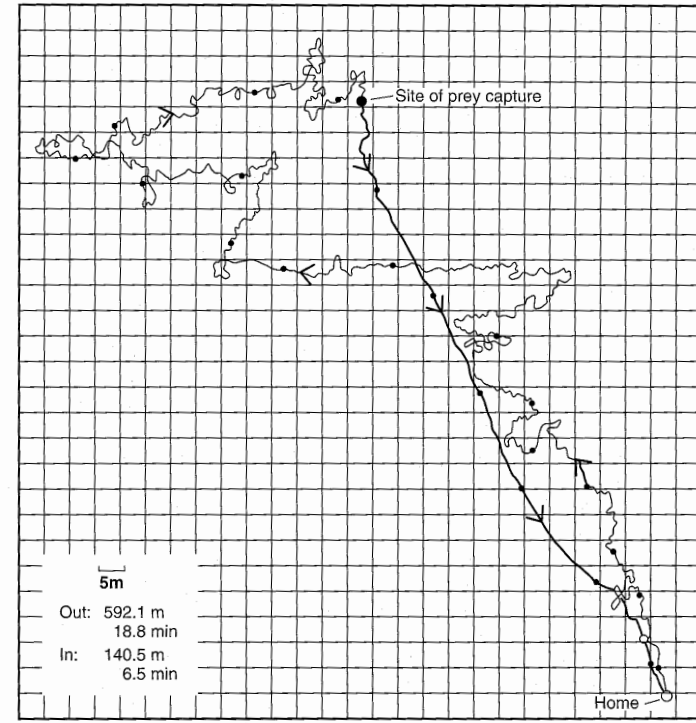 Site of prey capture
5m
Out: 592.1 m
18.8 min
In: 140.5 m
6.5 min
Home